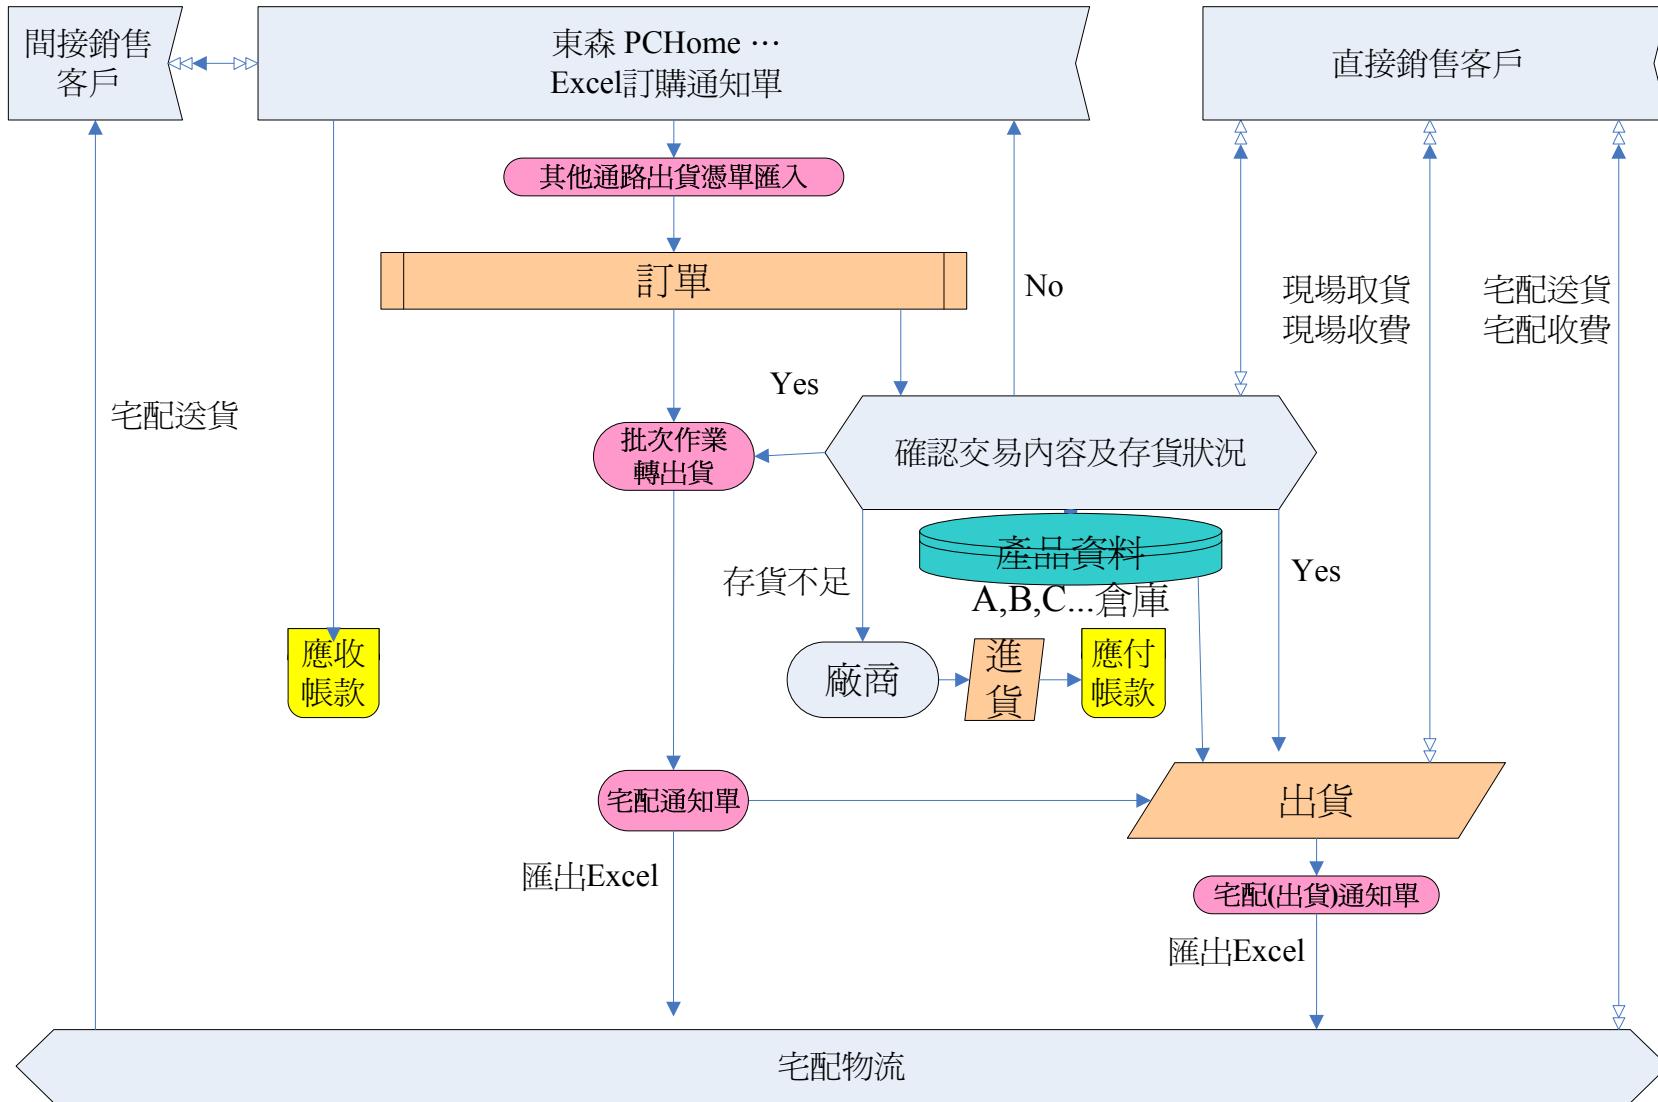 間接銷售
客戶
東森 PCHome …
Excel訂購通知單
直接銷售客戶
其他通路出貨憑單匯入
訂單
No
現場取貨
現場收費
宅配送貨
宅配收費
Yes
宅配送貨
批次作業
轉出貨
確認交易內容及存貨狀況
產品資料
存貨不足
Yes
A,B,C...倉庫
應收
帳款
廠商
進
貨
應付
帳款
宅配通知單
出貨
匯出Excel
宅配(出貨)通知單
匯出Excel
宅配物流